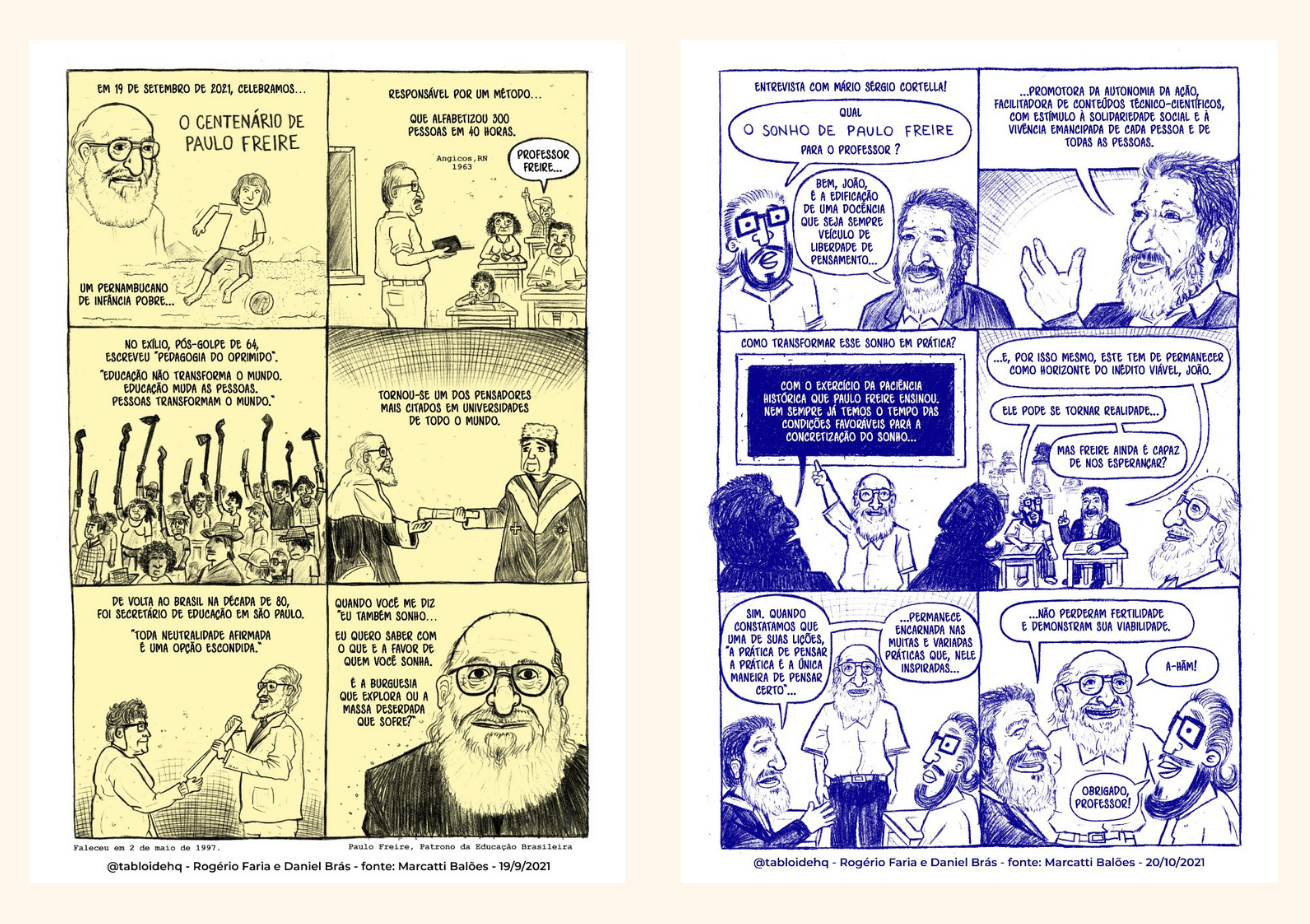 EM 19 DE SETEMBRO DE 2021, CELEBRAMOS...
O CENTENÁRIO DE
PAULO FREIRE
UM PERNAMBUCANO
DE INFÂNCIA POBRE...
RESPONSÁVEL POR UM MÉTODO...
QUE ALFABETIZOU 300
PESSOAS EM 40 HORAS.
Angicos,RN
1963
PROFESSOR
FREIRE...
NO EXÍLIO, PÓS-GOLPE DE 64,
ESCREVEU "PEDAGOGIA DO OPRIMIDO".
"EDUCAÇÃO NÃO TRANSFORMA O MUNDO.
EDUCAÇÃO MUDA AS PESSOAS.
PESSOAS TRANSFORMAM O MUNDO."
TORNOU-SE UM DOS PENSADORES
MAIS CITADOS EM UNIVERSIDADES
DE TODO O MUNDO.
DE VOLTA AO BRASIL NA DÉCADA DE 80,
FOI SECRETÁRIO DE EDUCAÇÃO EM SÃO PAULO.
"TODA NEUTRALIDADE AFIRMADA
É UMA OPÇÃO ESCONDIDA."
QUANDO VOCÊ ME DIZ
"EU TAMBÉM SONHO...
EU QUERO SABER COM
O QUE E A FAVOR DE
QUEM VOCÊ SONHA.
É A BURGUESIA
QUE EXPLORA OU A
MASSA DESERDADA
QUE SOFRE?"
Faleceu em 2 de maio de 1997.
Paulo Freire, Patrono da Educação Brasileira
@tabloidehq - Rogério Faria e Daniel Brás - fonte: Marcatti Balões - 19/9/2021
ENTREVISTA COM MÁRIO SÉRGIO CORTELLA!
QUAL
O SONHO DE PAULO FREIRE
PARA O PROFESSOR ?
BEM, JOÃO,
É A EDIFICAÇÃO
DE UMA DOCÊNCIA
QUE SEJA SEMPRE
VEÍCULO DE
LIBERDADE DE
PENSAMENTO...
...PROMOTORA DA AUTONOMIA DA AÇÃO,
FACILITADORA DE CONTEÚDOS TÉCNICO-CIENTÍFICOS,
COM ESTÍMULO À SOLIDARIEDADE SOCIAL E À
VIVÊNCIA EMANCIPADA DE CADA PESSOA E DE
TODAS AS PESSOAS.
COMO TRANSFORMAR ESSE SONHO EM PRÁTICA?
COM O EXERCÍCIO DA PACIÊNCIA
HISTÓRICA QUE PAULO FREIRE ENSINOU.
NEM SEMPRE JÁ TEMOS O TEMPO DAS
CONDIÇÕES FAVORÁVEIS PARA A
CONCRETIZAÇÃO DO SONHO...
...E, POR ISSO MESMO, ESTE TEM DE PERMANECER
COMO HORIZONTE DO INÉDITO VIÁVEL, JOÃO.
ELE PODE SE TORNAR REALIDADE...
MAS FREIRE AINDA É CAPAZ
DE NOS ESPERANÇAR?
SIM. QUANDO
CONSTATAMOS QUE
UMA DE SUAS LIÇÕES,
"A PRÁTICA DE PENSAR
A PRÁTICA É A ÚNICA
MANEIRA DE PENSAR
CERTO"...
...PERMANECE
ENCARNADA NAS
MUITAS E VARIADAS
PRÁTICAS QUE, NELE
INSPIRADAS...
...NÃO PERDERAM FERTILIDADE
E DEMONSTRAM SUA VIABILIDADE.
A-HÃM!
OBRIGADO,
PROFESSOR!
@tabloidehq - Rogério Faria e Daniel Brás - fonte: Marcatti Balões - 20/10/2021